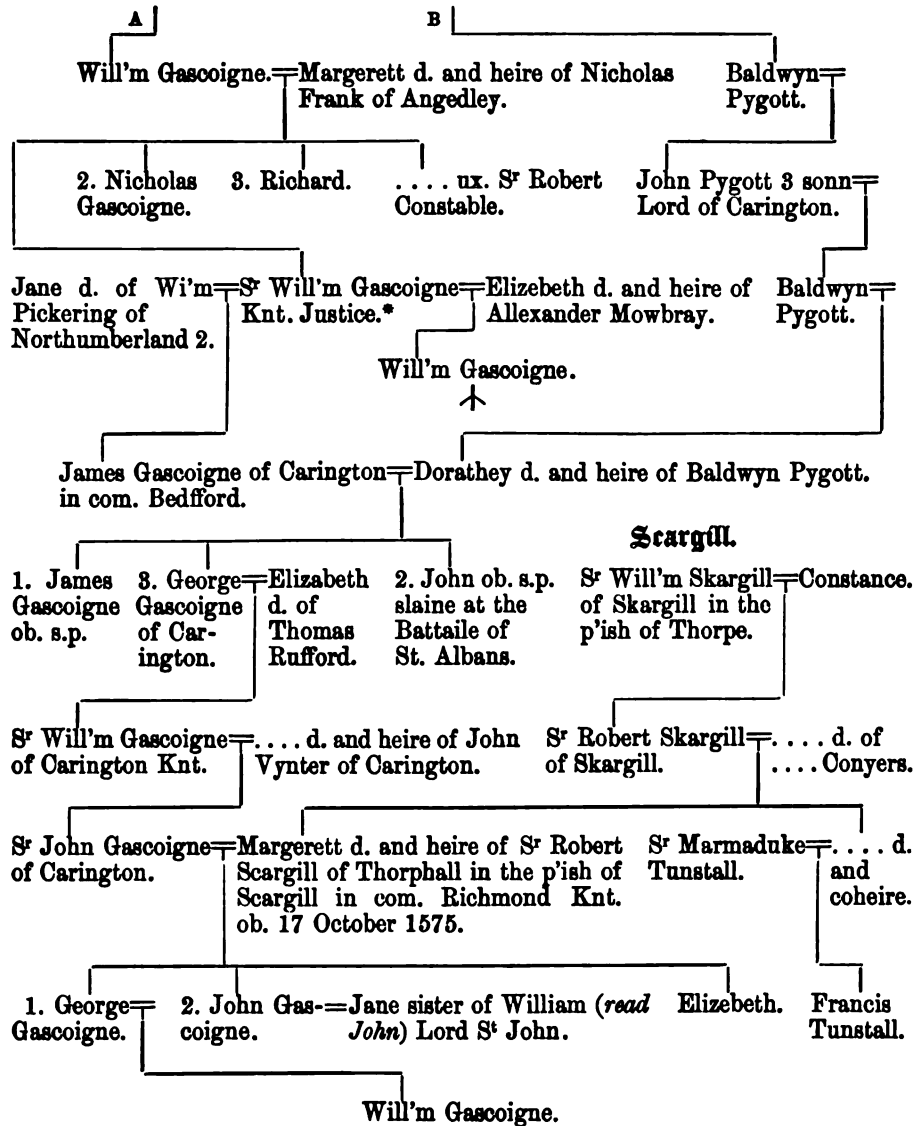 A B
Will'm Gascoigne. Margerett d. and heire of Nicholas
Frank of Angedley.
Baldwyn
Pygott.
2. Nicholas
Gascoigne.
3. Richard.
.... ux. Sr Robert
Constable.
John Pygott 3 sonn
Lord of Carington.
Jane d. of Wi'm
Pickering of
Northumberland 2.
Sr Will'm Gascoigne
Knt. Justice.*
Elizebeth d. and heire of
Allexander Mowbray.
Baldwyn
Pygott.
Will'm Gascoigne.
James Gascoigne of Carington
in com. Bedfford.
Dorathey d. and heire of Baldwyn Pygott.
Scargill.
1. James
Gascoigne
ob. s.p.
3. George
Gascoigne
of Car-
ington.
Elizabeth
d. of
Thomas
Rufford.
2. John ob. s.p.
slaine at the
Battaile of
St. Albans.
Sr Will'm Skargill
of Skargill in the
p'ish of Thorpe.
Constance.
Sr Will'm Gascoigne
of Carington Knt.
.... d. and heire of John
Vynter of Carington.
Sr Robert Skargill
of Skargill.
.... d. of
.... Conyers.
Sr John Gascoigne
of Carington.
Margerett d. and heire of Sr Robert
Scargill of Thorphall in the p'ish of
Scargill in com. Richmond Knt.
ob. 17 October 1575.
Sr Marmaduke
Tunstall.
.... d.
and
coheire.
1. George
Gascoigne.
2. John Gas-
coigne.
Jane sister of William (read
John) Lord St John.
Elizebeth.
Francis
Tunstall.
Will'm Gascoigne.